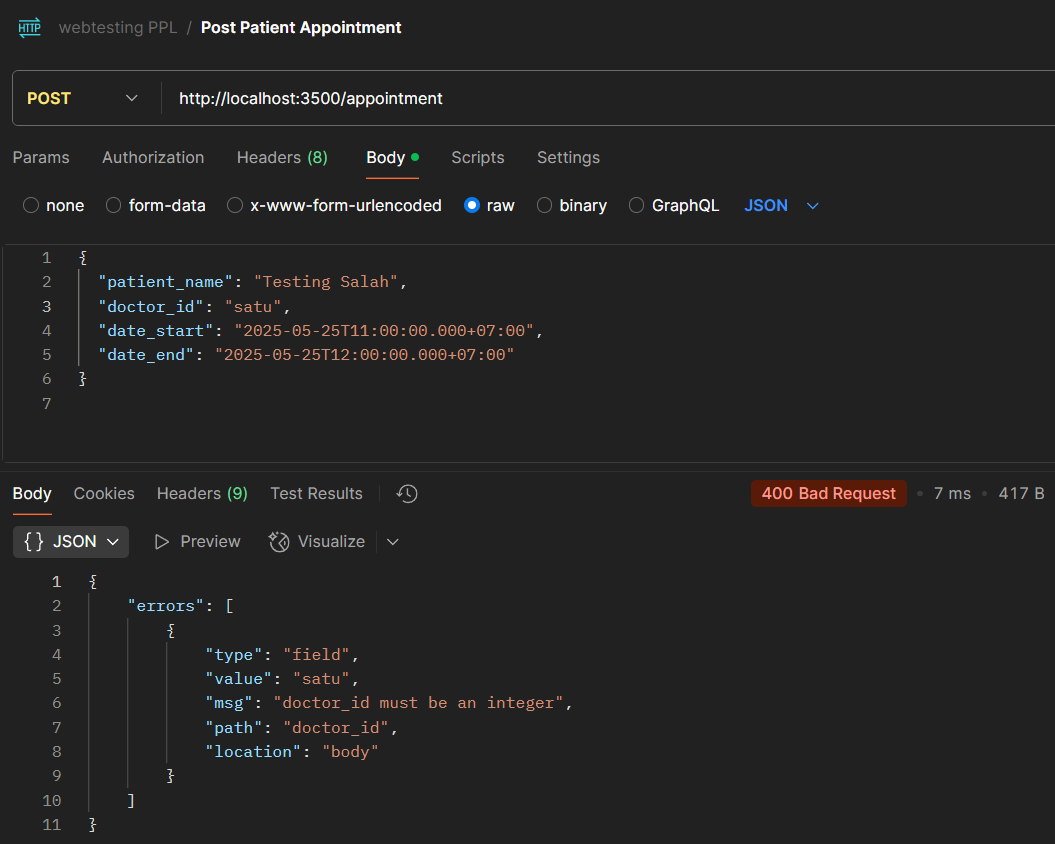 HTTP webtesting PPL / Post Patient Appointment
POST http://localhost:3500/appointment
Params Authorization Headers (8) Body Scripts Settings
none form-data x-www-form-urlencoded raw binary GraphQL JSON
1 {
2 "patient_name": "Testing Salah",
3 "doctor_id": "satu",
4 "date_start": "2025-05-25T11:00:00.000+07:00",
5 "date_end": "2025-05-25T12:00:00.000+07:00"
6 }
7
Body Cookies Headers (9) Test Results 400 Bad Request • 7 ms • 417 B
{} JSON Preview Visualize
1 {
2 "errors": [
3 {
4 "type": "field",
5 "value": "satu",
6 "msg": "doctor_id must be an integer",
7 "path": "doctor_id",
8 "location": "body"
9 }
10 ]
11 }